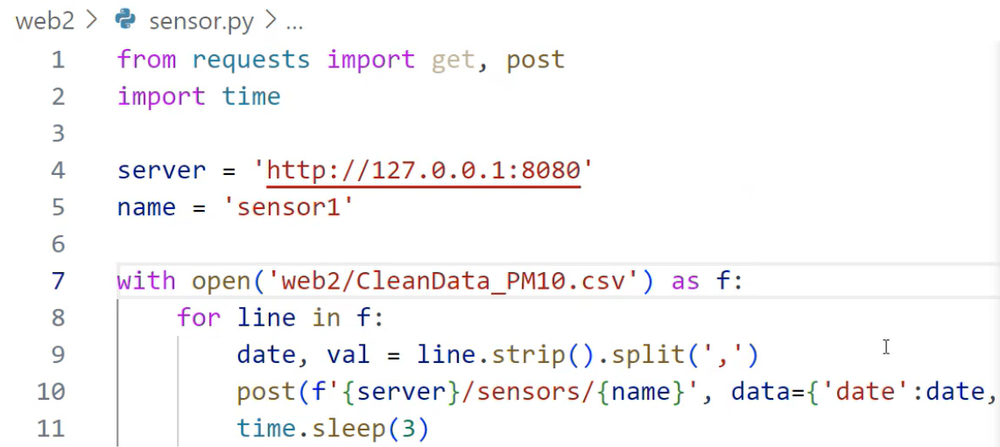 web2 > sensor.py > ...
1 from requests import get, post
2 import time
3
4 server = 'http://127.0.0.1:8080'
5 name = 'sensor1'
6
7 with open('web2/CleanData_PM10.csv') as f:
8     for line in f:
9         date, val = line.strip().split(',')
10         post(f'{server}/sensors/{name}', data={'date':date,
11         time.sleep(3)